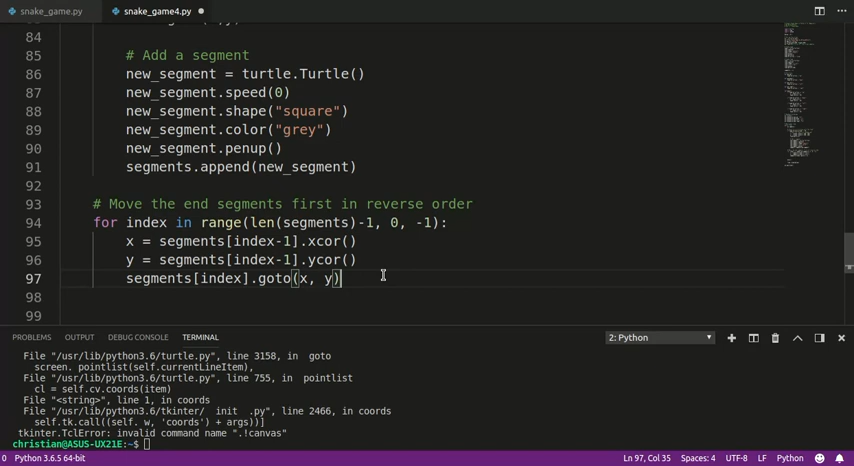 snake_game.py
snake_game4.py
84
85 # Add a segment
86 new_segment = turtle.Turtle()
87 new_segment.speed(0)
88 new_segment.shape("square")
89 new_segment.color("grey")
90 new_segment.penup()
91 segments.append(new_segment)
92
93 # Move the end segments first in reverse order
94 for index in range(len(segments)-1, 0, -1):
95 x = segments[index-1].xcor()
96 y = segments[index-1].ycor()
97 segments[index].goto(x, y)
98
99
PROBLEMS OUTPUT DEBUG CONSOLE TERMINAL 2: Python
File "/usr/lib/python3.6/turtle.py", line 3158, in goto
screen. pointlist(self.currentLineItem),
File "/usr/lib/python3.6/turtle.py", line 755, in pointlist
cl = self.cv.coords(item)
File "<string>", line 1, in coords
File "/usr/lib/python3.6/tkinter/ init .py", line 2466, in coords
self.tk.call((self. w, 'coords') + args))]
tkinter.TclError: invalid command name ".!canvas"
christian@ASUS-UX21E:~$
0 Python 3.6.5 64-bit Ln 97, Col 35 Spaces: 4 UTF-8 LF Python